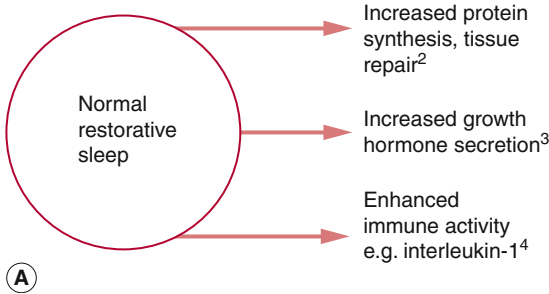 Normal
restorative
sleep
Increased protein
synthesis, tissue
repair²
Increased growth
hormone secretion³
Enhanced
immune activity
e.g. interleukin-1⁴
A